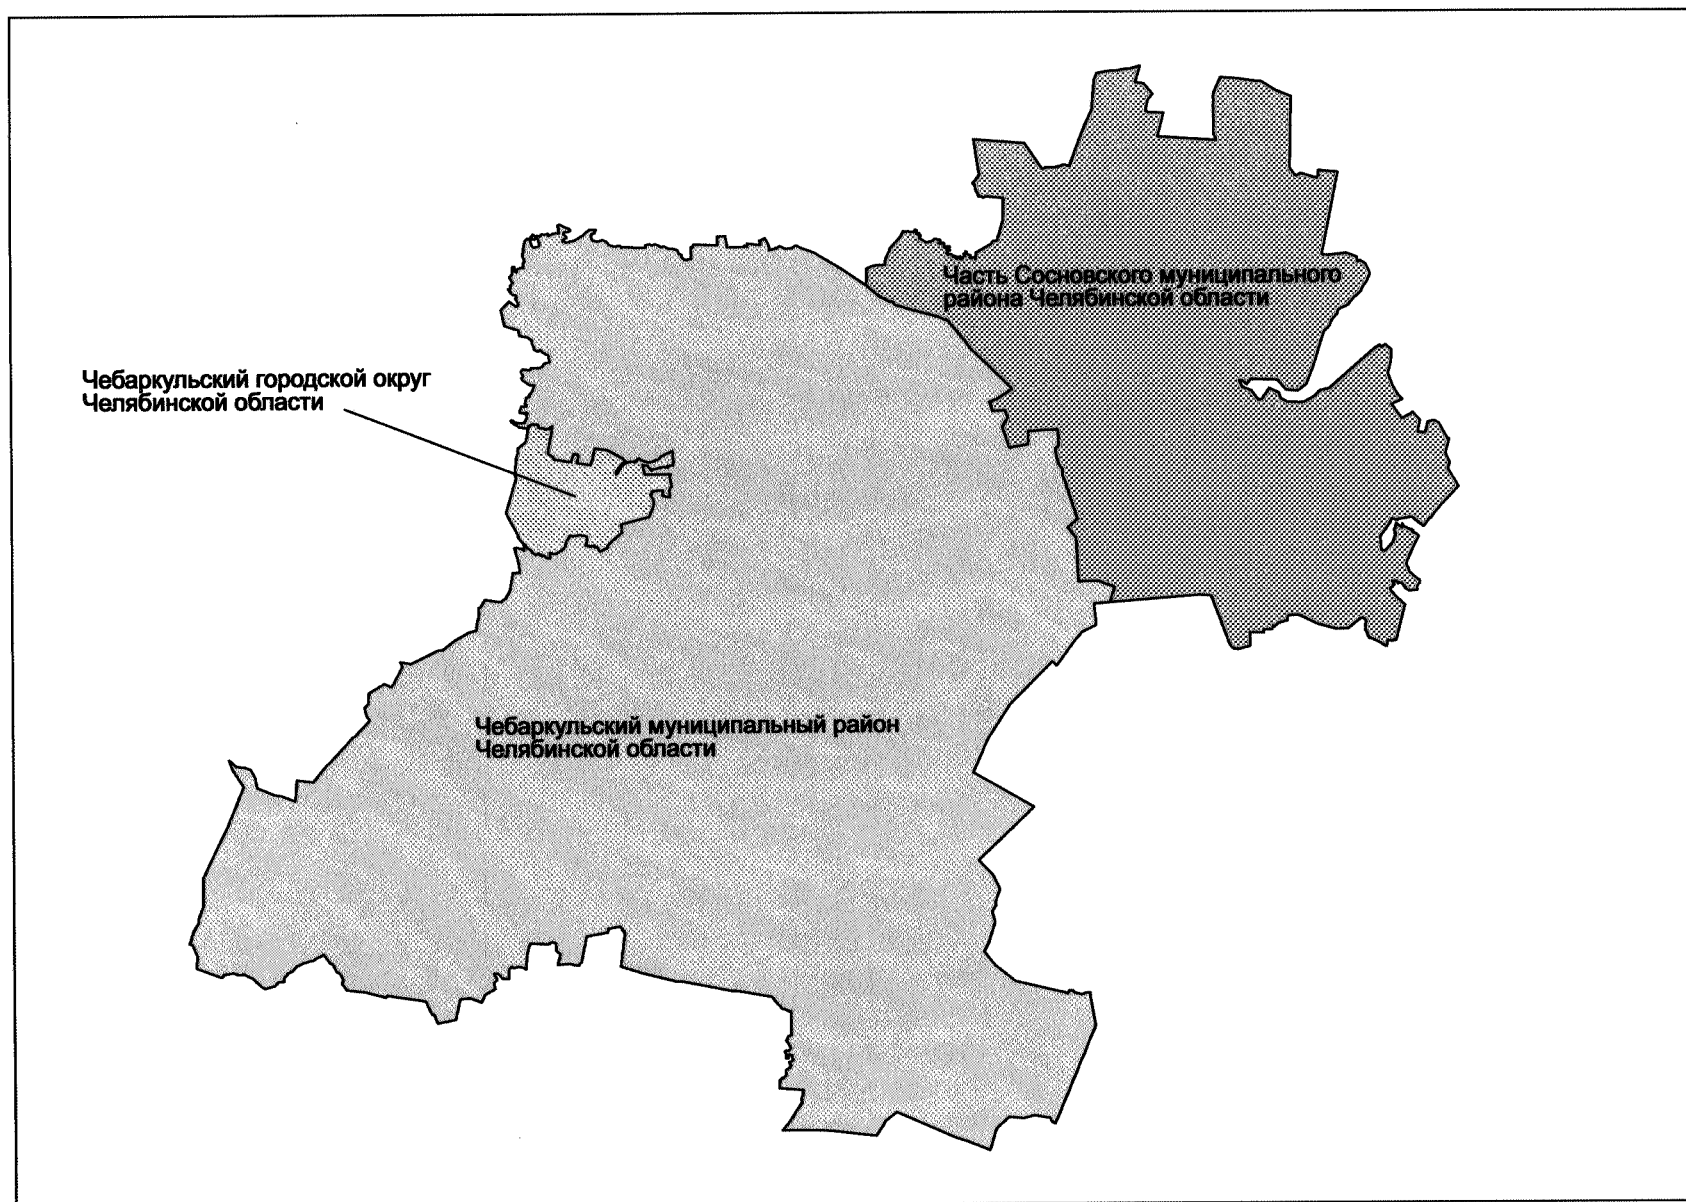 Часть Сосновского муниципального
района Челябинской области
Чебаркульский городской округ
Челябинской области
Чебаркульский муниципальный район
Челябинской области